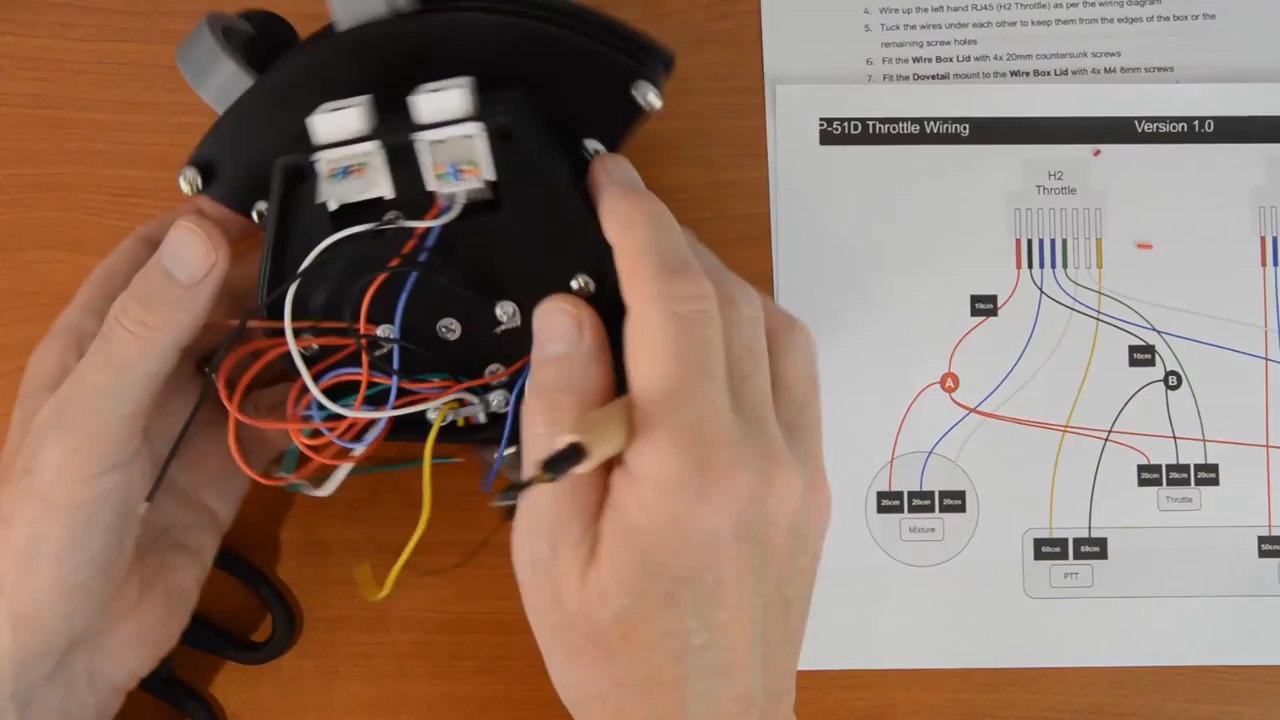 4. Wire up the left hand RJ45 (H2 Throttle) as per the wiring diagram
5. Tuck the wires under each other to keep them from the edges of the box or the
remaining screw holes
6. Fit the Wire Box Lid with 4x 20mm countersunk screws
7. Fit the Dovetail mount to the Wire Box Lid with 4x M4 8mm screws
P-51D Throttle Wiring Version 1.0
H2
Throttle
10cm
10cm
A
B
20cm 20cm 20cm
Throttle
20cm 20cm 20cm
Mixture
60cm 60cm
50cm
PTT